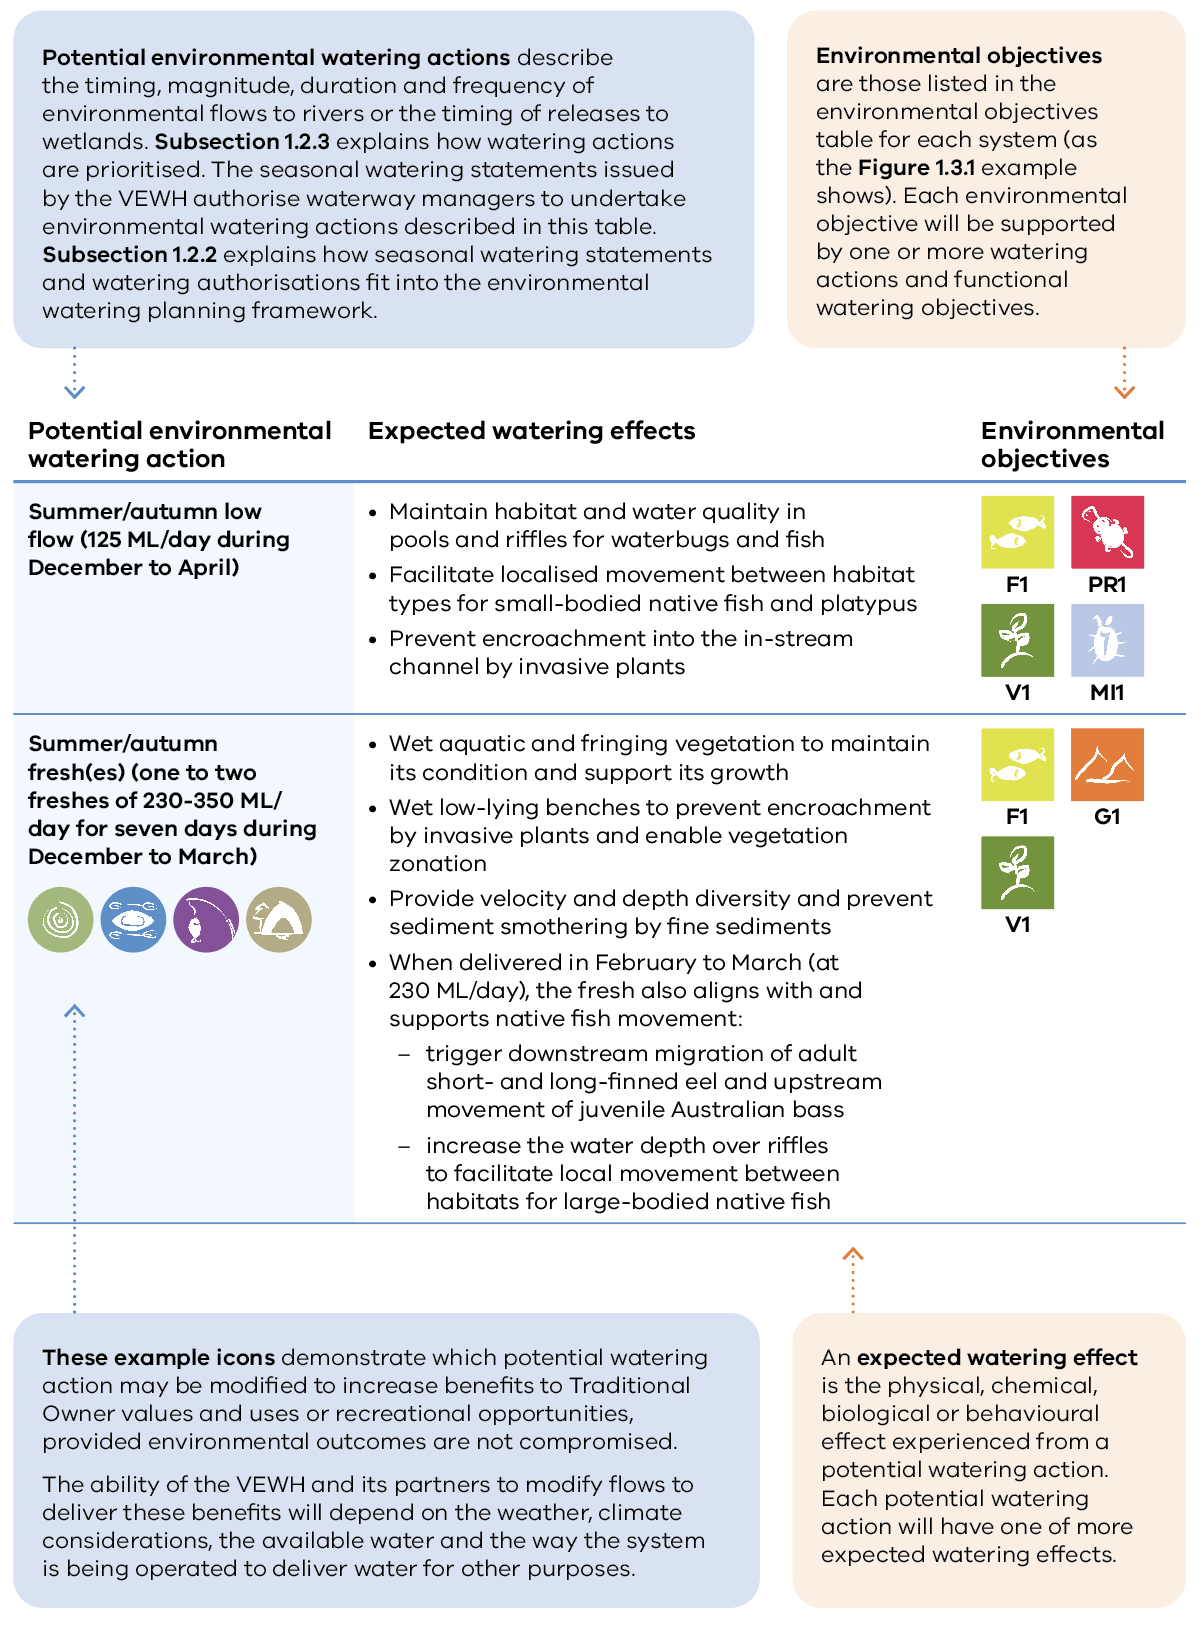 Potential environmental watering actions describe
the timing, magnitude, duration and frequency of
environmental flows to rivers or the timing of releases to
wetlands. Subsection 1.2.3 explains how watering actions
are prioritised. The seasonal watering statements issued
by the VEWH authorise waterway managers to undertake
environmental watering actions described in this table.
Subsection 1.2.2 explains how seasonal watering statements
and watering authorisations fit into the environmental
watering planning framework.
Environmental objectives
are those listed in the
environmental objectives
table for each system (as
the Figure 1.3.1 example
shows). Each environmental
objective will be supported
by one or more watering
actions and functional
watering objectives.
Potential environmental
watering action
Expected watering effects
Environmental
objectives
Summer/autumn low
flow (125 ML/day during
December to April)
• Maintain habitat and water quality in
pools and riffles for waterbugs and fish
• Facilitate localised movement between habitat
types for small-bodied native fish and platypus
• Prevent encroachment into the in-stream
channel by invasive plants
F1 PR1
V1 MI1
Summer/autumn
fresh(es) (one to two
freshes of 230-350 ML/
day for seven days during
December to March)
• Wet aquatic and fringing vegetation to maintain
its condition and support its growth
• Wet low-lying benches to prevent encroachment
by invasive plants and enable vegetation
zonation
• Provide velocity and depth diversity and prevent
sediment smothering by fine sediments
• When delivered in February to March (at
230 ML/day), the fresh also aligns with and
supports native fish movement:
– trigger downstream migration of adult
short- and long-finned eel and upstream
movement of juvenile Australian bass
– increase the water depth over riffles
to facilitate local movement between
habitats for large-bodied native fish
F1 G1
V1
These example icons demonstrate which potential watering
action may be modified to increase benefits to Traditional
Owner values and uses or recreational opportunities,
provided environmental outcomes are not compromised.
The ability of the VEWH and its partners to modify flows to
deliver these benefits will depend on the weather, climate
considerations, the available water and the way the system
is being operated to deliver water for other purposes.
An expected watering effect
is the physical, chemical,
biological or behavioural
effect experienced from a
potential watering action.
Each potential watering
action will have one of more
expected watering effects.